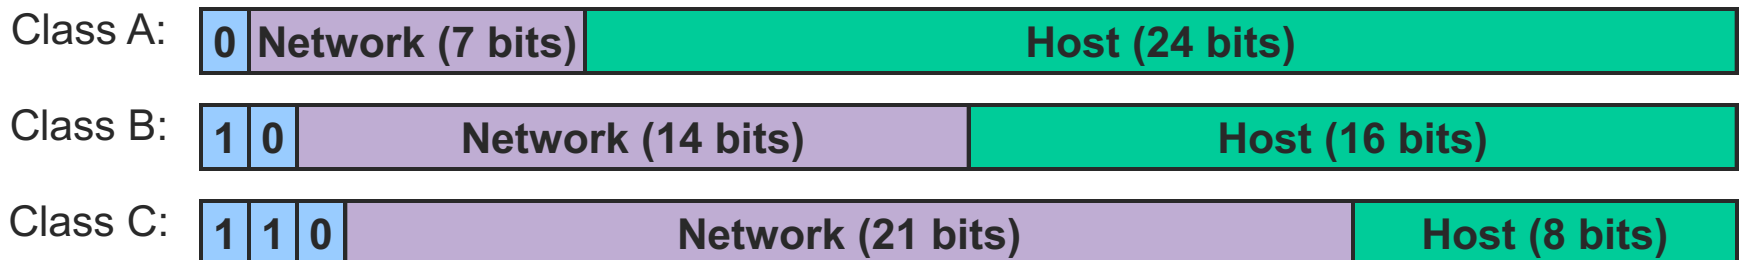 Class A: 0 Network (7 bits) Host (24 bits)
Class B: 1 0 Network (14 bits) Host (16 bits)
Class C: 1 1 0 Network (21 bits) Host (8 bits)